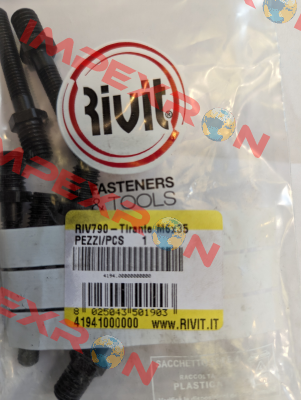 IMPEXRON
Rivit
FASTENERS
& TOOLS
RIV790-Tirante M6x35
PEZZI/PCS 1
8 025043 501903
41941000000 WWW.RIVIT.IT
SACCHETTO
RACCOLTA
PLASTICA